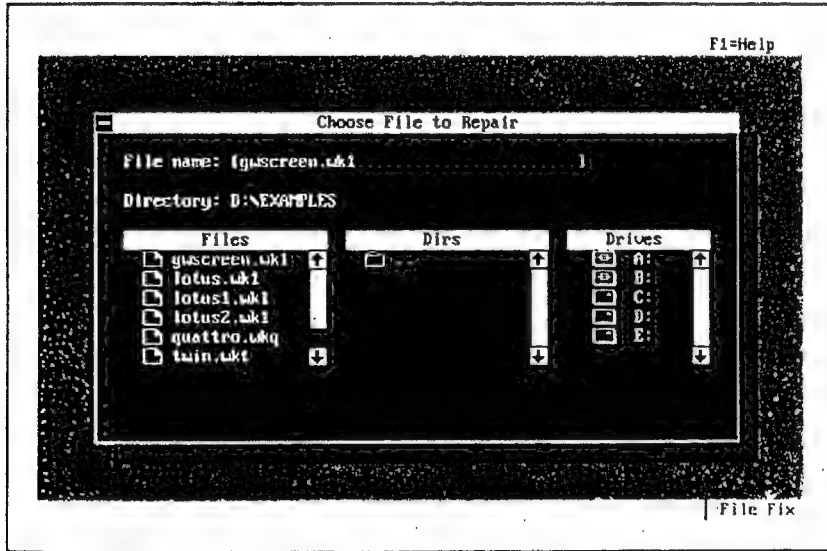 F1=Help
Choose File to Repair
File name: [gwscreen.wk1.............................]
Directory: D:\EXAMPLES
Files
gwscreen.wk1
lotus.wk1
lotus1.wk1
lotus2.wk1
quattro.wkq
twin.wkt
Dirs
..
Drives
A:
B:
C:
D:
E:
File Fix